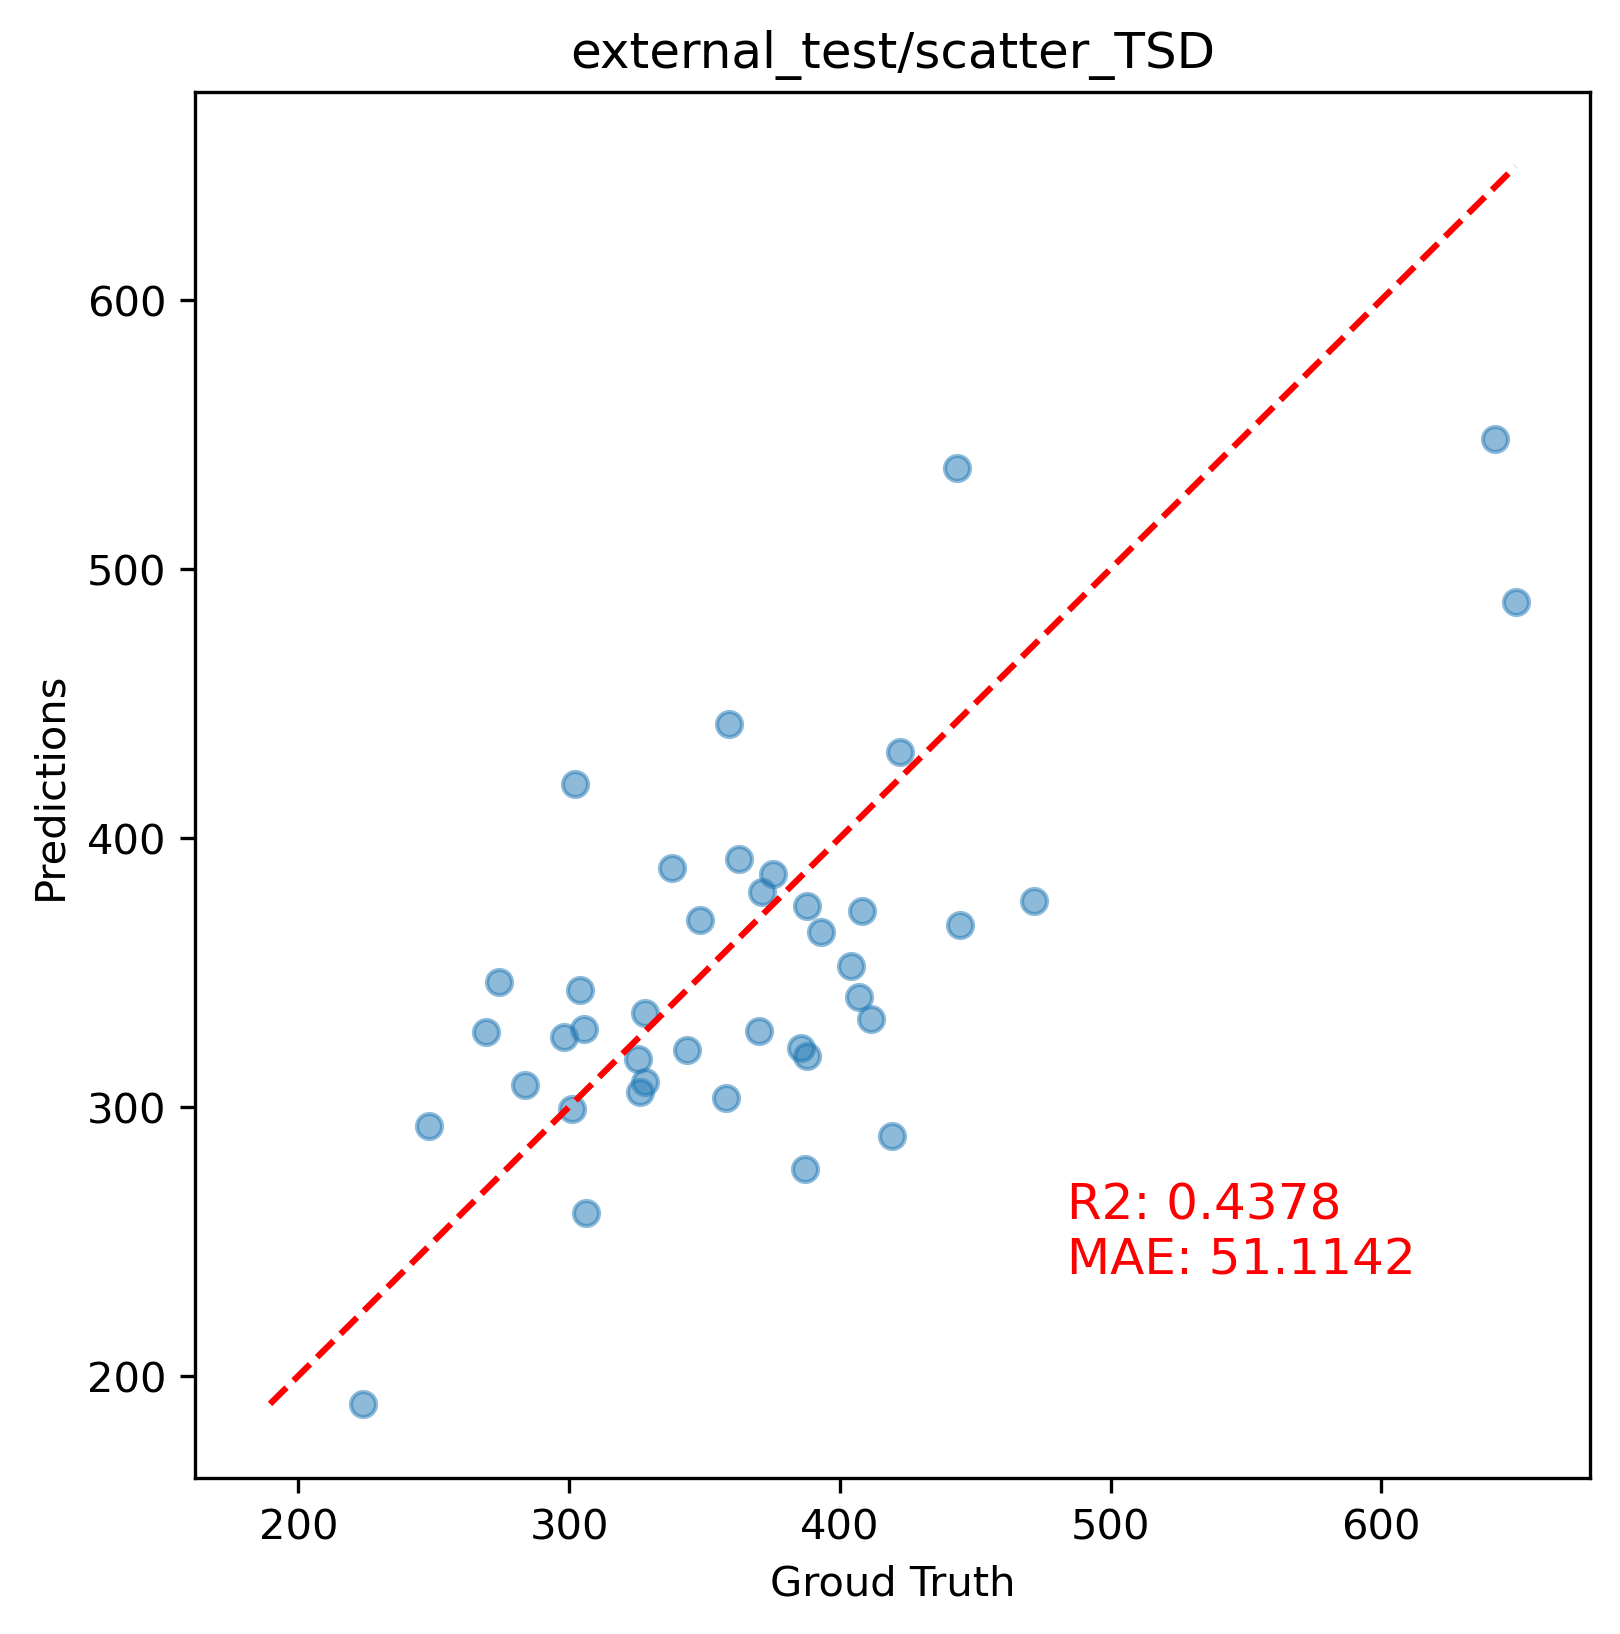 external_test/scatter_TSD
600
500
400
300
200
Predictions
R2: 0.4378
MAE: 51.1142
200 300 400 500 600
Groud Truth